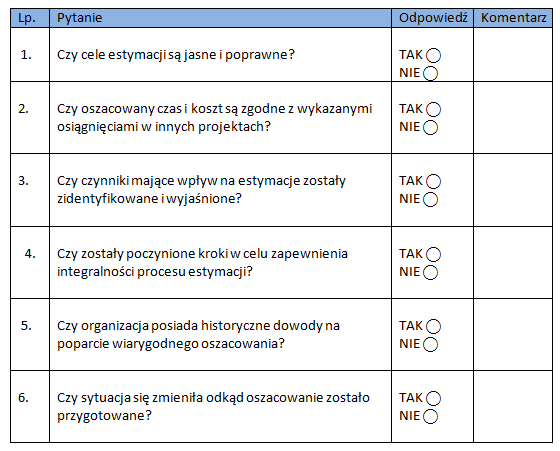 Lp. Pytanie Odpowiedź Komentarz
1. Czy cele estymacji są jasne i poprawne? TAK
NIE
2. Czy oszacowany czas i koszt są zgodne z wykazanymi TAK
osiągnięciami w innych projektach? NIE
3. Czy czynniki mające wpływ na estymacje zostały TAK
zidentyfikowane i wyjaśnione? NIE
4. Czy zostały poczynione kroki w celu zapewnienia TAK
integralności procesu estymacji? NIE
5. Czy organizacja posiada historyczne dowody na TAK
poparcie wiarygodnego oszacowania? NIE
6. Czy sytuacja się zmieniła odkąd oszacowanie zostało TAK
przygotowane? NIE